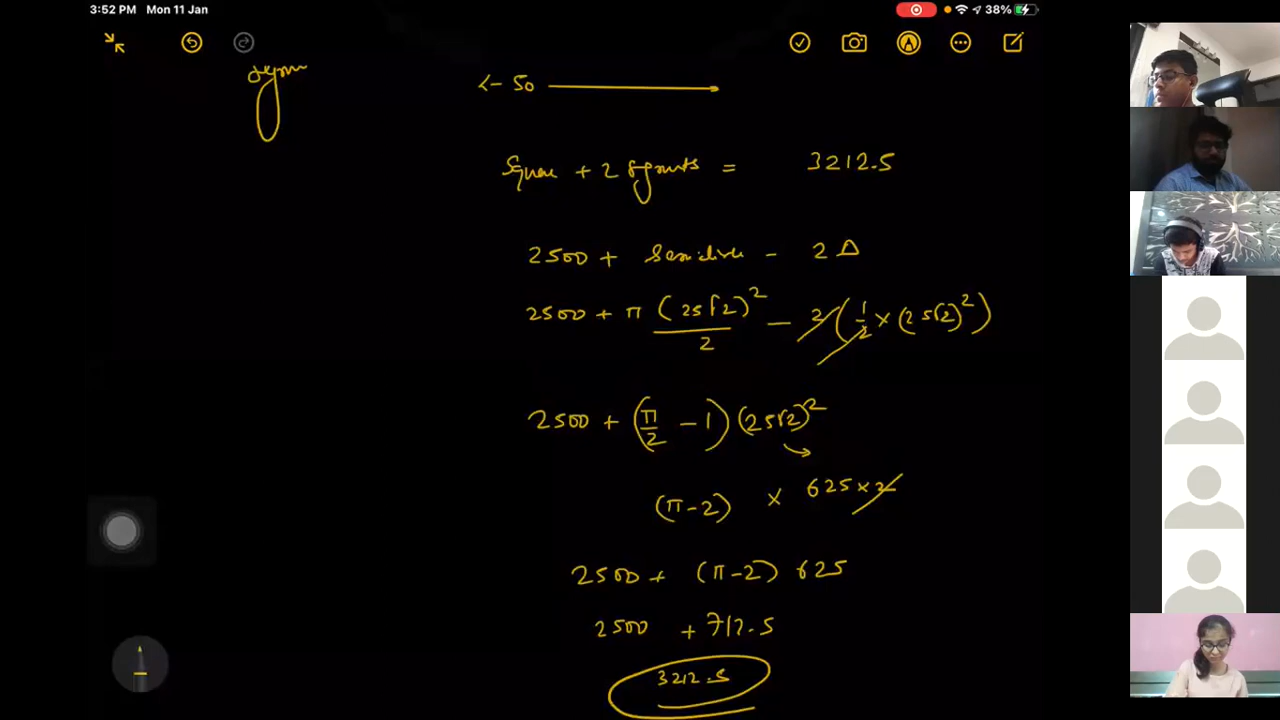 3:52 PM Mon 11 Jan 38%
<- 50 →
Square + 2 segments = 3212.5
2500 + Semicircle - 2 Δ
2500 + π (25√2)² / 2 - 2 (1/2 × (25√2)²)
2500 + (π/2 - 1) (25√2)²
(π-2) × 625 × 2
2500 + (π-2) 625
2500 + 712.5
3212.5